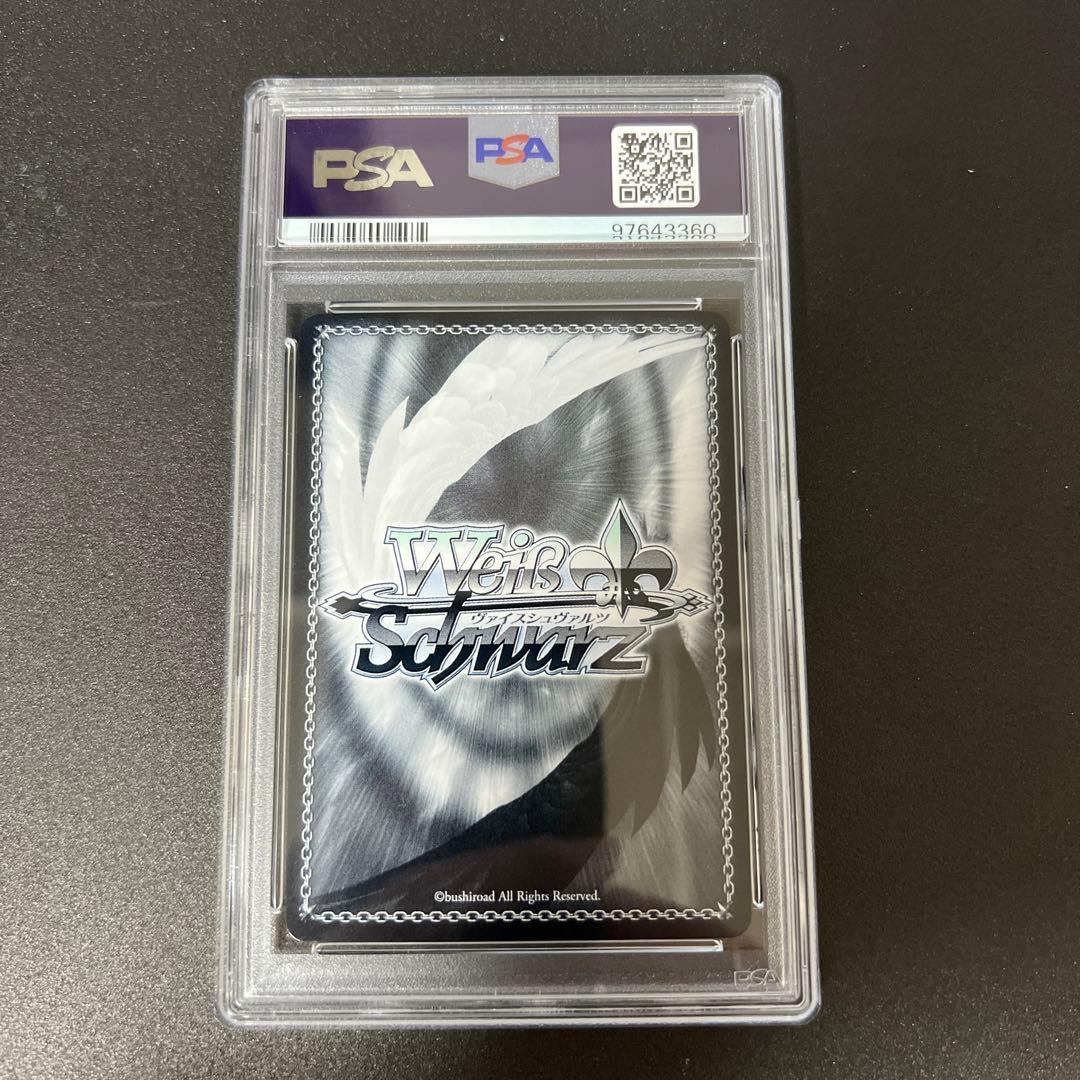 PSA
PSA
97643360
Weiß
ヴァイスシュヴァルツ
Schwarz
©bushiroad All Rights Reserved.
PSA